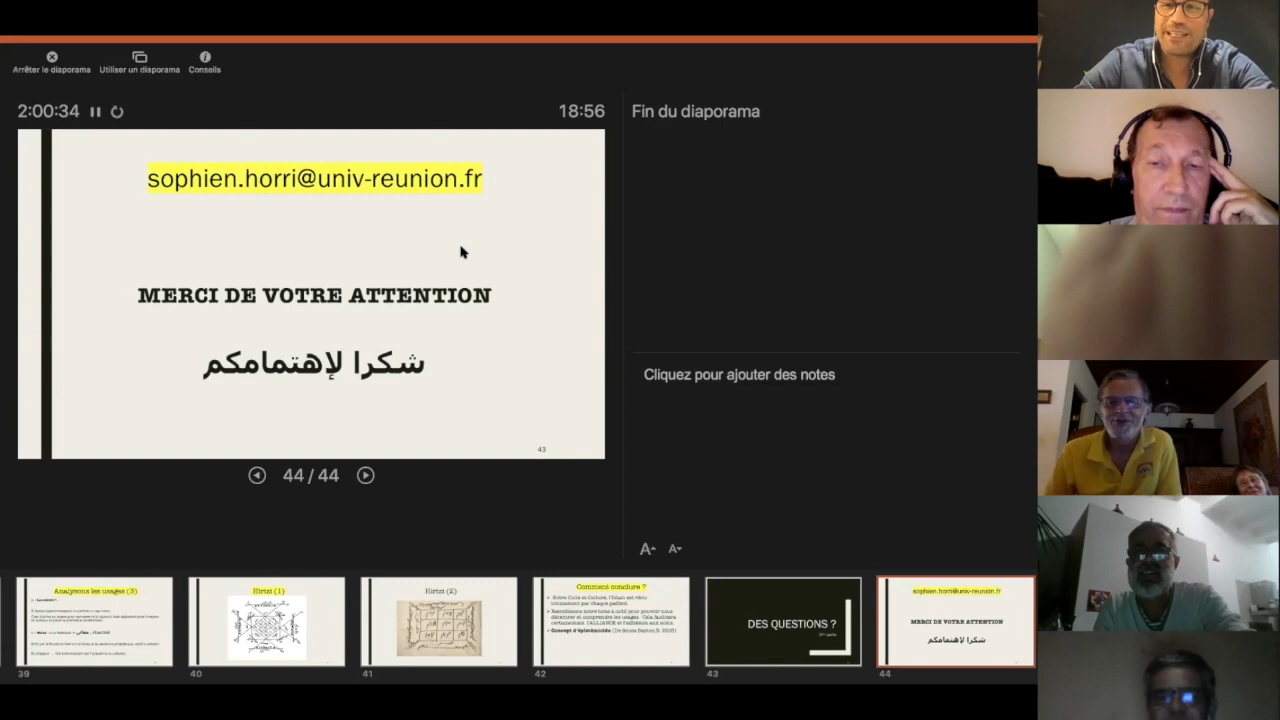 Arrêter le diaporama
Utiliser un diaporama
Conseils
2:00:34
18:56
Fin du diaporama
sophien.horri@univ-reunion.fr
MERCI DE VOTRE ATTENTION
شكرا لإهتمامكم
43
44 / 44
Cliquez pour ajouter des notes
A
A
Analysons les usages (3)
39
Hirizi (1)
40
Hirizi (2)
41
Comment conclure ?
42
DES QUESTIONS ?
43
sophien.horri@univ-reunion.fr
MERCI DE VOTRE ATTENTION
شكرا لإهتمامكم
44